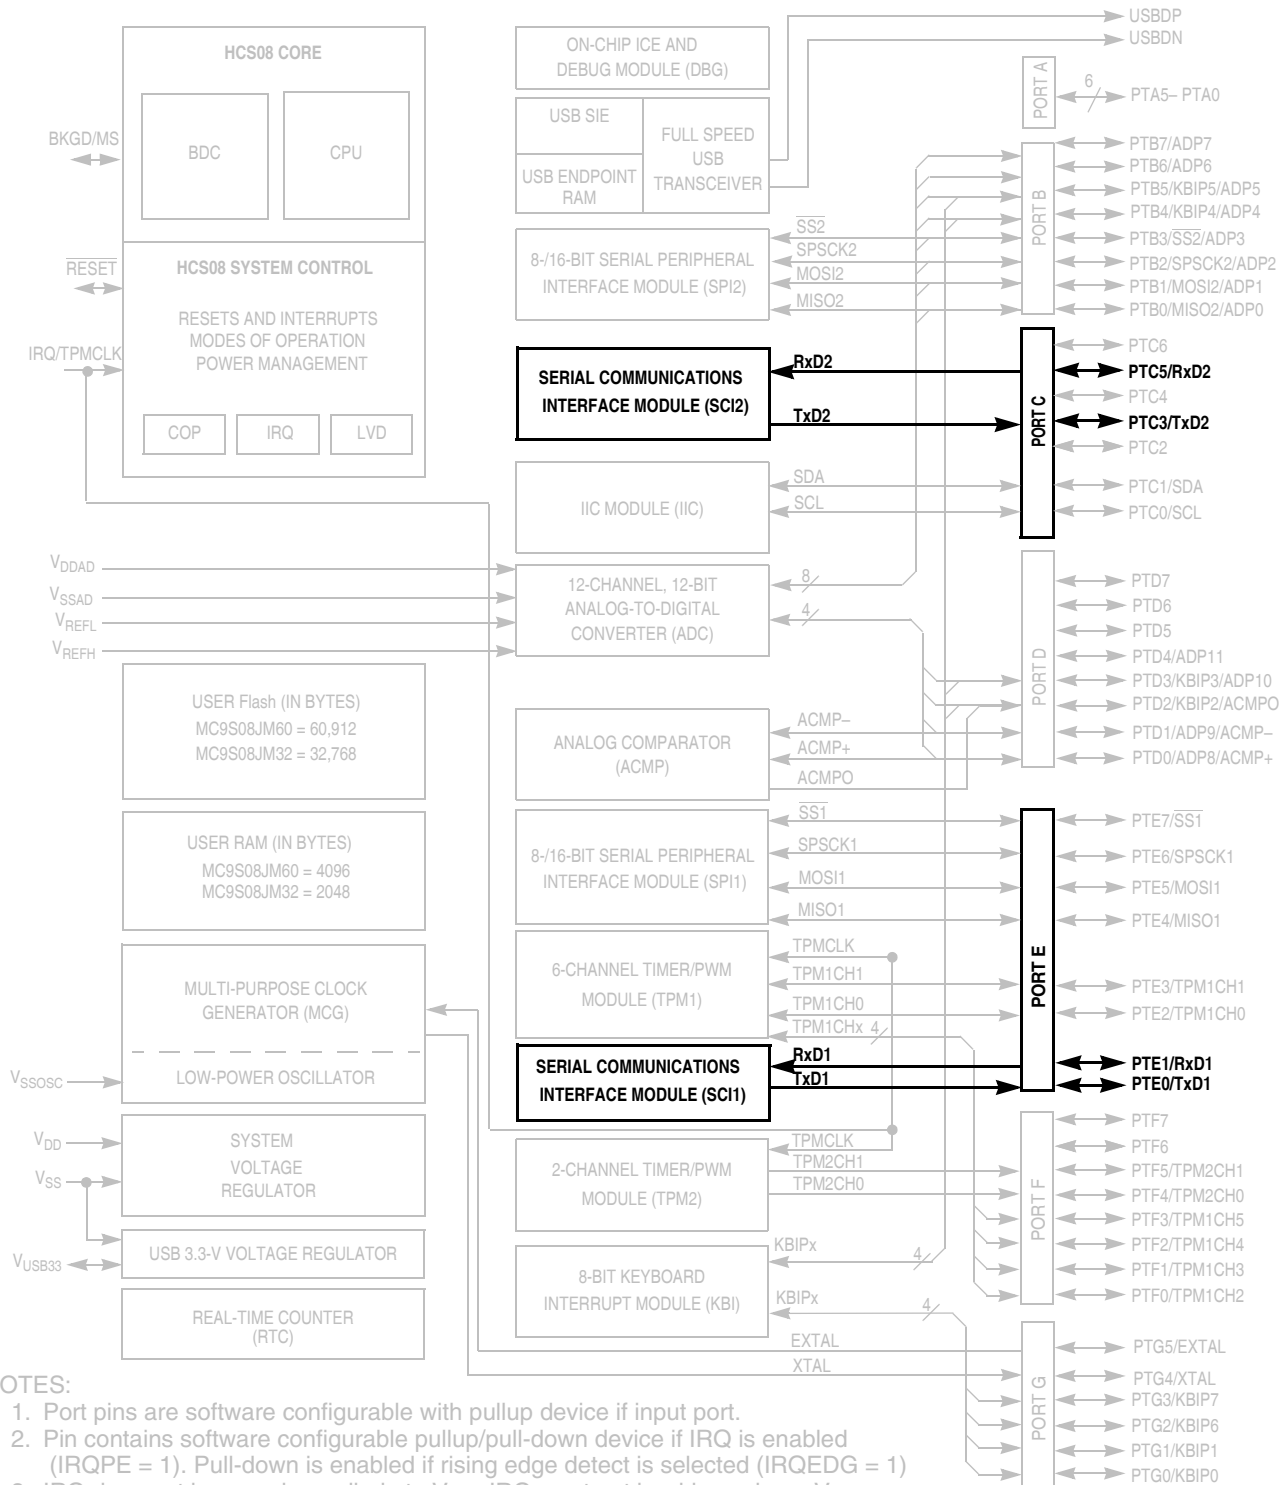 USBDP
USBDN
HCS08 CORE
BDC
CPU
BKGD/MS
HCS08 SYSTEM CONTROL
RESET
RESETS AND INTERRUPTS
MODES OF OPERATION
POWER MANAGEMENT
IRQ/TPMCLK
COP
IRQ
LVD
VDDAD
VSSAD
VREFL
VREFH
USER Flash (IN BYTES)
MC9S08JM60 = 60,912
MC9S08JM32 = 32,768
USER RAM (IN BYTES)
MC9S08JM60 = 4096
MC9S08JM32 = 2048
MULTI-PURPOSE CLOCK
GENERATOR (MCG)
LOW-POWER OSCILLATOR
VSSOSC
VDD
VSS
SYSTEM
VOLTAGE
REGULATOR
VUSB33
USB 3.3-V VOLTAGE REGULATOR
REAL-TIME COUNTER
(RTC)
ON-CHIP ICE AND
DEBUG MODULE (DBG)
USB SIE
USB ENDPOINT
RAM
FULL SPEED
USB
TRANSCEIVER
8-/16-BIT SERIAL PERIPHERAL
INTERFACE MODULE (SPI2)
SS2
SPSCK2
MOSI2
MISO2
SERIAL COMMUNICATIONS
INTERFACE MODULE (SCI2)
RxD2
TxD2
IIC MODULE (IIC)
SDA
SCL
12-CHANNEL, 12-BIT
ANALOG-TO-DIGITAL
CONVERTER (ADC)
8
4
ANALOG COMPARATOR
(ACMP)
ACMP–
ACMP+
ACMPO
8-/16-BIT SERIAL PERIPHERAL
INTERFACE MODULE (SPI1)
SS1
SPSCK1
MOSI1
MISO1
6-CHANNEL TIMER/PWM
MODULE (TPM1)
TPMCLK
TPM1CH1
TPM1CH0
TPM1CHx 4
SERIAL COMMUNICATIONS
INTERFACE MODULE (SCI1)
RxD1
TxD1
2-CHANNEL TIMER/PWM
MODULE (TPM2)
TPMCLK
TPM2CH1
TPM2CH0
8-BIT KEYBOARD
INTERRUPT MODULE (KBI)
KBIPx
4
KBIPx
4
EXTAL
XTAL
PORT A
6
PTA5– PTA0
PORT B
PTB7/ADP7
PTB6/ADP6
PTB5/KBIP5/ADP5
PTB4/KBIP4/ADP4
PTB3/SS2/ADP3
PTB2/SPSCK2/ADP2
PTB1/MOSI2/ADP1
PTB0/MISO2/ADP0
PORT C
PTC6
PTC5/RxD2
PTC4
PTC3/TxD2
PTC2
PTC1/SDA
PTC0/SCL
PORT D
PTD7
PTD6
PTD5
PTD4/ADP11
PTD3/KBIP3/ADP10
PTD2/KBIP2/ACMPO
PTD1/ADP9/ACMP–
PTD0/ADP8/ACMP+
PORT E
PTE7/SS1
PTE6/SPSCK1
PTE5/MOSI1
PTE4/MISO1
PTE3/TPM1CH1
PTE2/TPM1CH0
PTE1/RxD1
PTE0/TxD1
PORT F
PTF7
PTF6
PTF5/TPM2CH1
PTF4/TPM2CH0
PTF3/TPM1CH5
PTF2/TPM1CH4
PTF1/TPM1CH3
PTF0/TPM1CH2
PORT G
PTG5/EXTAL
PTG4/XTAL
PTG3/KBIP7
PTG2/KBIP6
PTG1/KBIP1
PTG0/KBIP0
OTES:
1. Port pins are software configurable with pullup device if input port.
2. Pin contains software configurable pullup/pull-down device if IRQ is enabled
(IRQPE = 1). Pull-down is enabled if rising edge detect is selected (IRQEDG = 1)